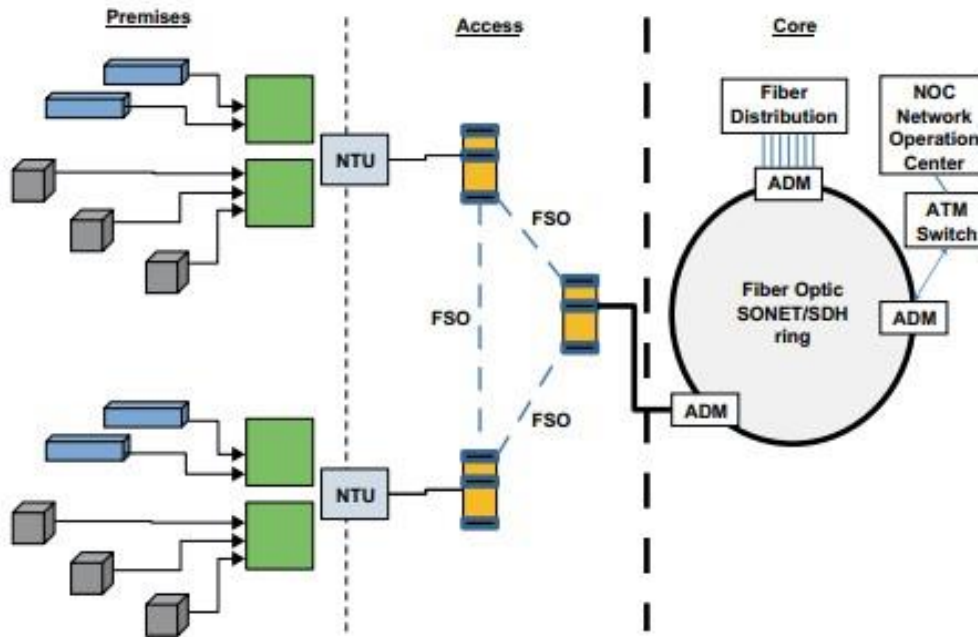 Premises
Access
Core
Fiber
Distribution
NOC
Network
Operation
Center
NTU
ADM
FSO
ATM
Switch
FSO
Fiber Optic
SONET/SDH
ring
ADM
FSO
ADM
NTU